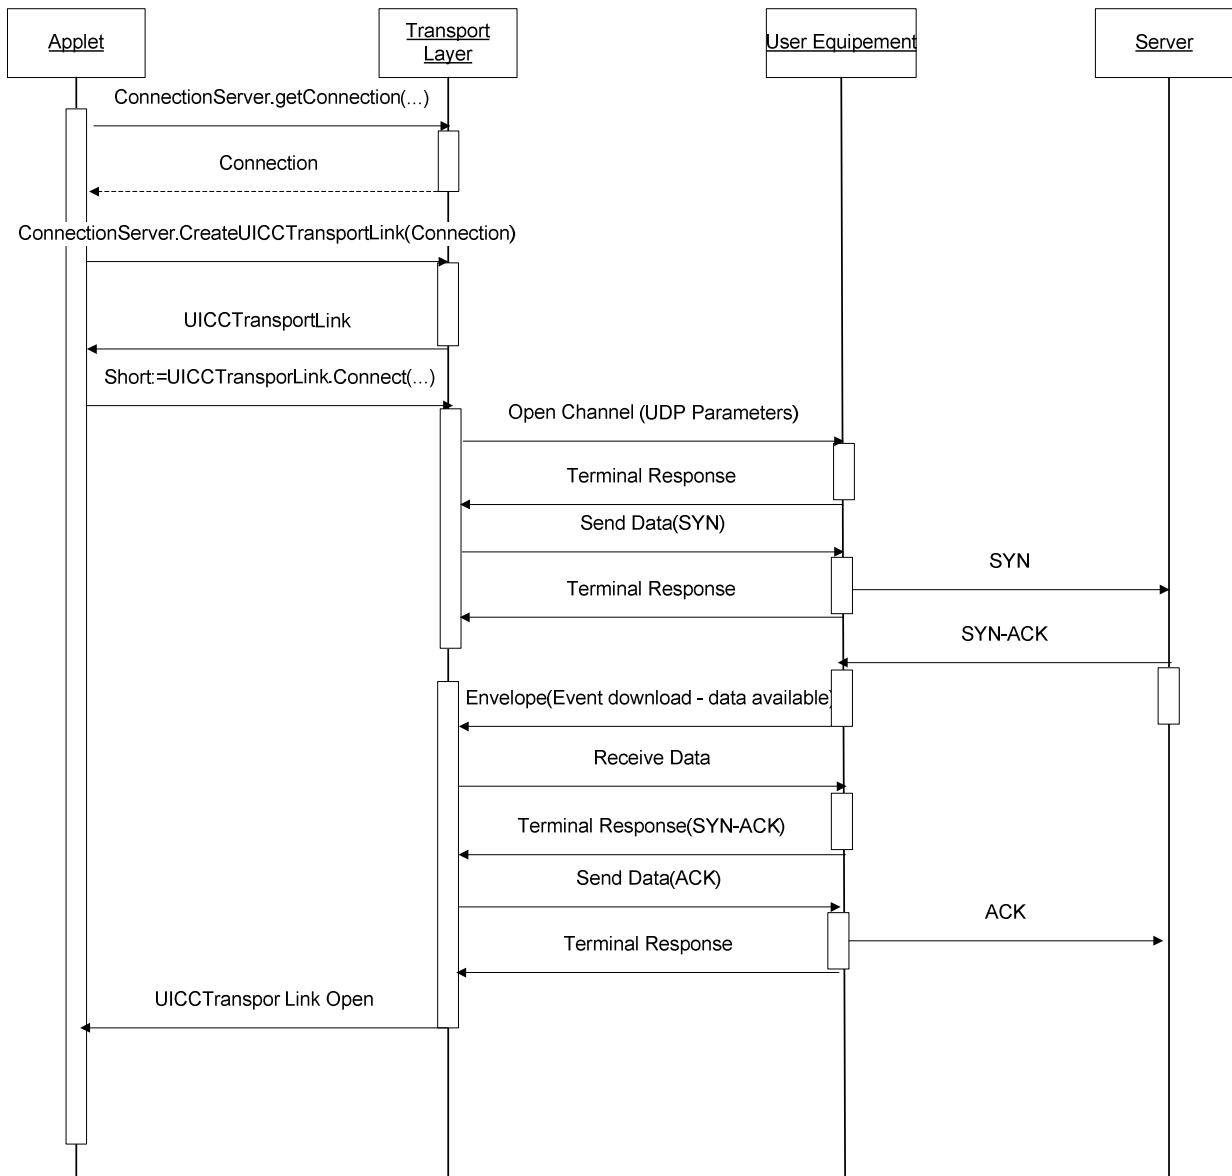 Applet
Transport
Layer
User Equipement
Server
ConnectionServer.getConnection(...)
Connection
ConnectionServer.CreateUICCTransportLink(Connection)
UICCTransportLink
Short:=UICCTransporLink.Connect(...)
Open Channel (UDP Parameters)
Terminal Response
Send Data(SYN)
SYN
Terminal Response
SYN-ACK
Envelope(Event download - data available)
Receive Data
Terminal Response(SYN-ACK)
Send Data(ACK)
ACK
Terminal Response
UICCTranspor Link Open